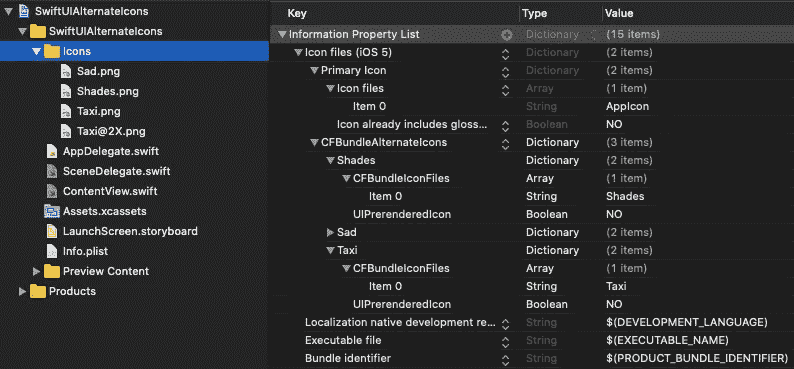 SwiftUIAlternateIcons
SwiftUIAlternateIcons
Icons
Sad.png
Shades.png
Taxi.png
Taxi@2X.png
AppDelegate.swift
SceneDelegate.swift
ContentView.swift
Assets.xcassets
LaunchScreen.storyboard
Info.plist
Preview Content
Products
Key Type Value
Information Property List Dictionary (15 items)
Icon files (iOS 5) Dictionary (2 items)
Primary Icon Dictionary (2 items)
Icon files Array (1 item)
Item 0 String AppIcon
Icon already includes gloss... Boolean NO
CFBundleAlternateIcons Dictionary (3 items)
Shades Dictionary (2 items)
CFBundleIconFiles Array (1 item)
Item 0 String Shades
UIPrerenderedIcon Boolean NO
Sad Dictionary (2 items)
Taxi Dictionary (2 items)
CFBundleIconFiles Array (1 item)
Item 0 String Taxi
UIPrerenderedIcon Boolean NO
Localization native development re... String $(DEVELOPMENT_LANGUAGE)
Executable file String $(EXECUTABLE_NAME)
Bundle identifier String $(PRODUCT_BUNDLE_IDENTIFIER)